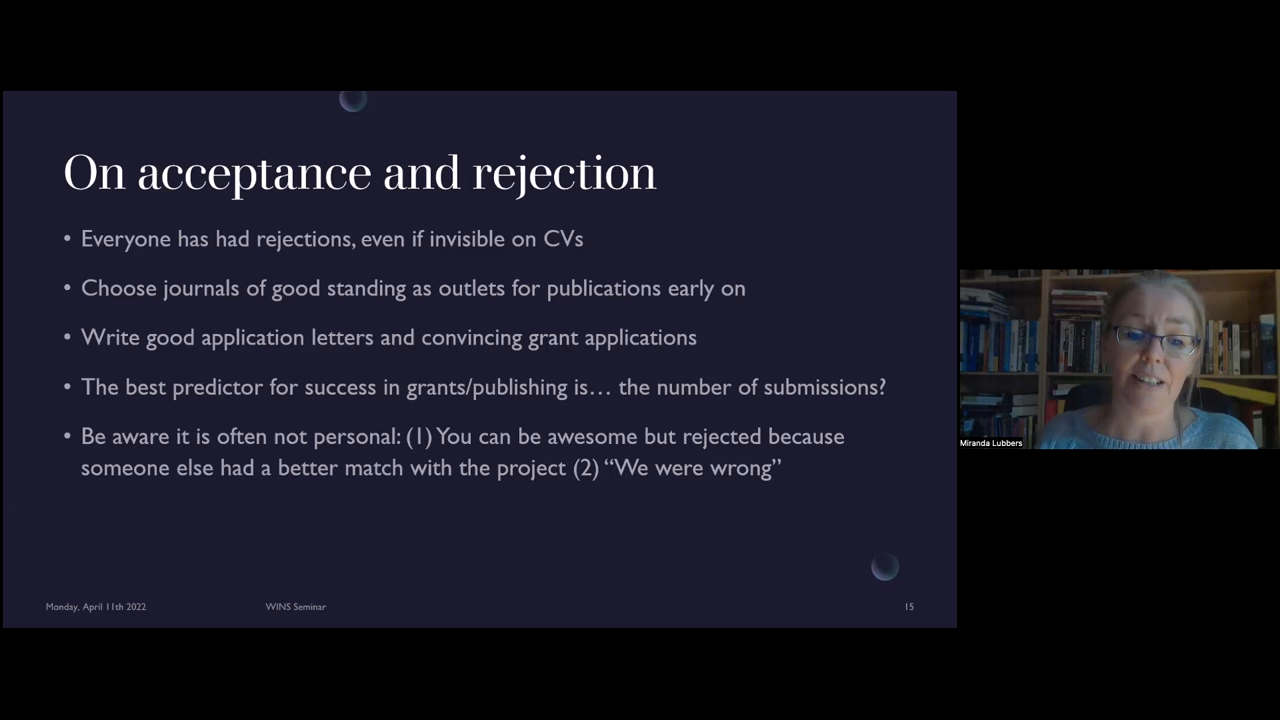 On acceptance and rejection
• Everyone has had rejections, even if invisible on CVs
• Choose journals of good standing as outlets for publications early on
• Write good application letters and convincing grant applications
• The best predictor for success in grants/publishing is… the number of submissions?
• Be aware it is often not personal: (1) You can be awesome but rejected because
someone else had a better match with the project (2) “We were wrong”
Monday, April 11th 2022
WINS Seminar
15
Miranda Lubbers